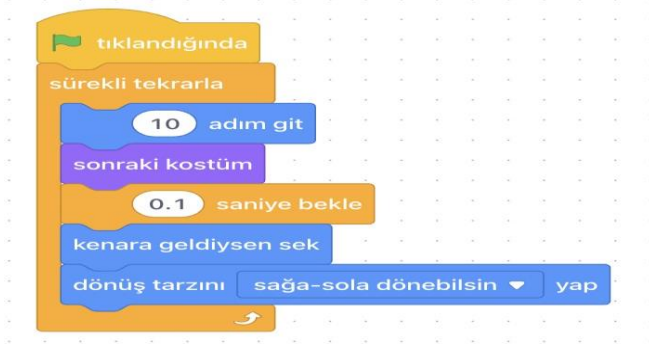 tıklandığında
sürekli tekrarla
10 adım git
sonraki kostüm
0.1 saniye bekle
kenara geldiysen sek
dönüş tarzını sağa-sola dönebilsin yap